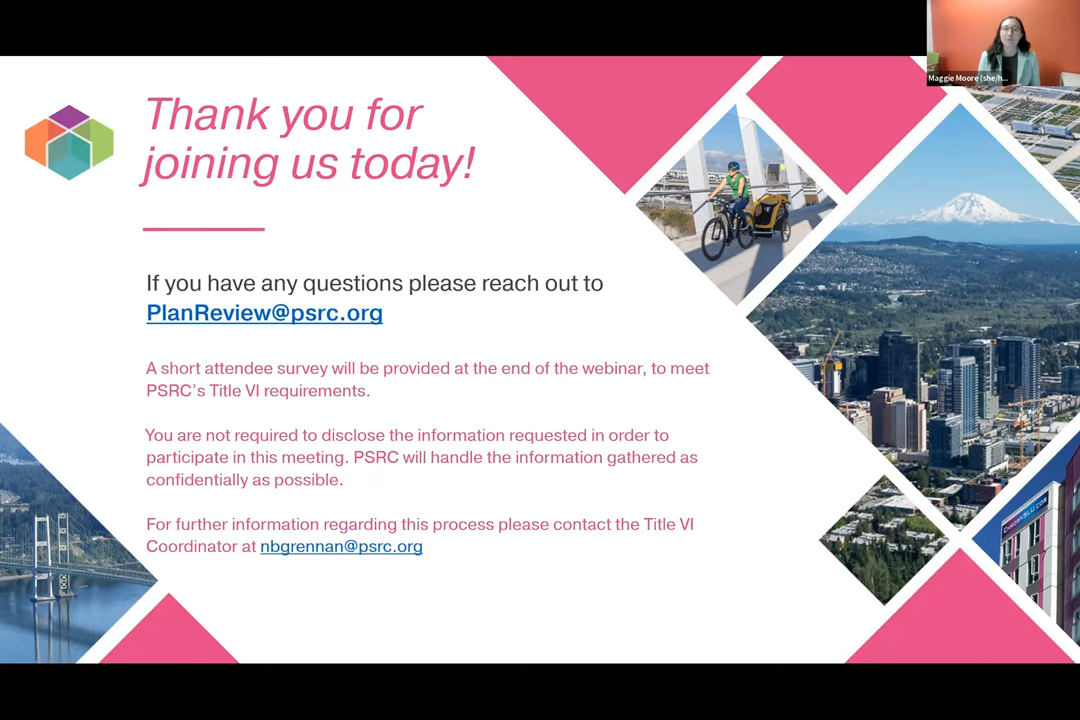 Maggie Moore (she/h...
Thank you for
joining us today!
If you have any questions please reach out to
PlanReview@psrc.org
A short attendee survey will be provided at the end of the webinar, to meet
PSRC's Title VI requirements.
You are not required to disclose the information requested in order to
participate in this meeting. PSRC will handle the information gathered as
confidentially as possible.
For further information regarding this process please contact the Title VI
Coordinator at nbgrennan@psrc.org